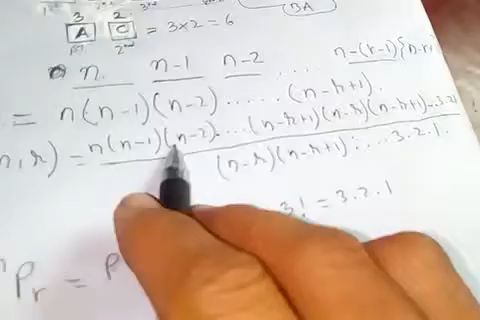 BA
3 2
A C = 3×2 = 6
n n-1 n-2 .... n-(r-1)
= n(n-1)(n-2) ..... (n-r+1).
n,r) = n(n-1)(n-2)...(n-r+1)(n-r)(n-r-1)...3.2.1
(n-r)(n-r+1)....3.2.1.
3! = 3.2.1
n P r = P